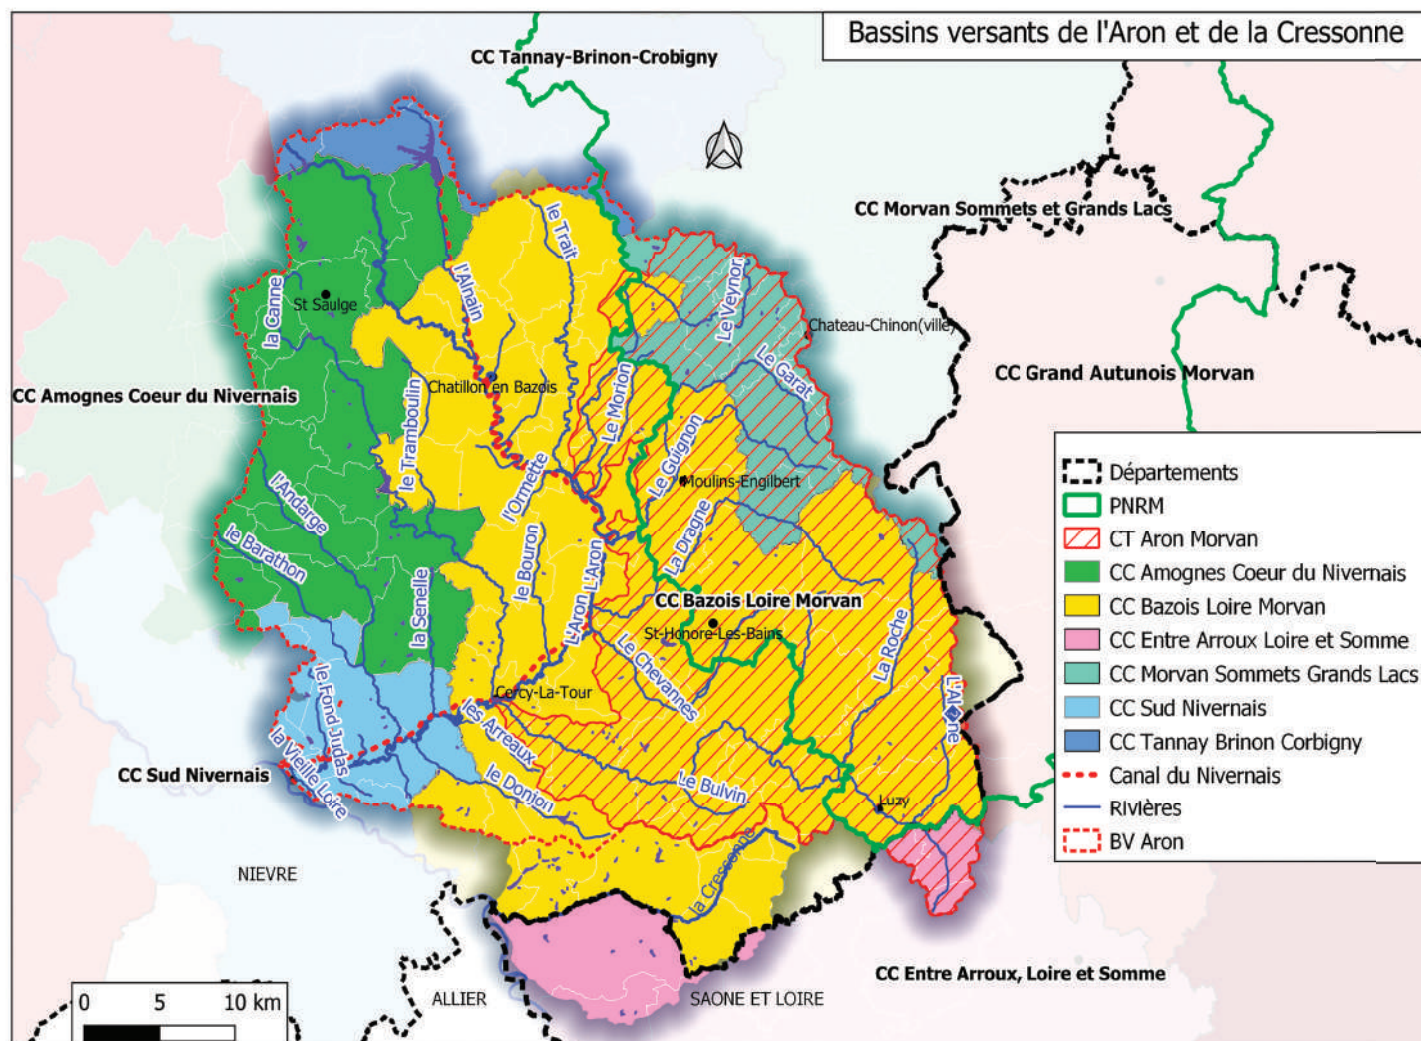 Bassins versants de l'Aron et de la Cressonne
CC Tannay-Brinon-Crobigny
CC Morvan Sommets et Grands Lacs
le Trait
l'Alnain
Le Veynor
la Canne
St Saulge
Chateau-Chinon(ville)
CC Grand Autunois Morvan
Le Garat
Chatillon en Bazois
CC Amognes Coeur du Nivernais
le Tramboulin
Le Morion
Le Guignon
Moulins-Engilbert
l'Ormette
l'Andarge
le Barathon
La Dragne
le Bouron
L'Aron
L'Aron
la Senelle
CC Bazois Loire Morvan
St-Honore-Les-Bains
La Roche
Le Chevannes
le Fond Judas
Cercy-La-Tour
les Arreaux
la Vieille Loire
CC Sud Nivernais
le Donjon
Le Bulvin
Luzy
la Cressonne
NIEVRE
ALLIER
SAONE ET LOIRE
CC Entre Arroux, Loire et Somme
Départements
PNRM
CT Aron Morvan
CC Amognes Coeur du Nivernais
CC Bazois Loire Morvan
CC Entre Arroux Loire et Somme
CC Morvan Sommets Grands Lacs
CC Sud Nivernais
CC Tannay Brinon Corbigny
Canal du Nivernais
Rivières
BV Aron
0 5 10 km